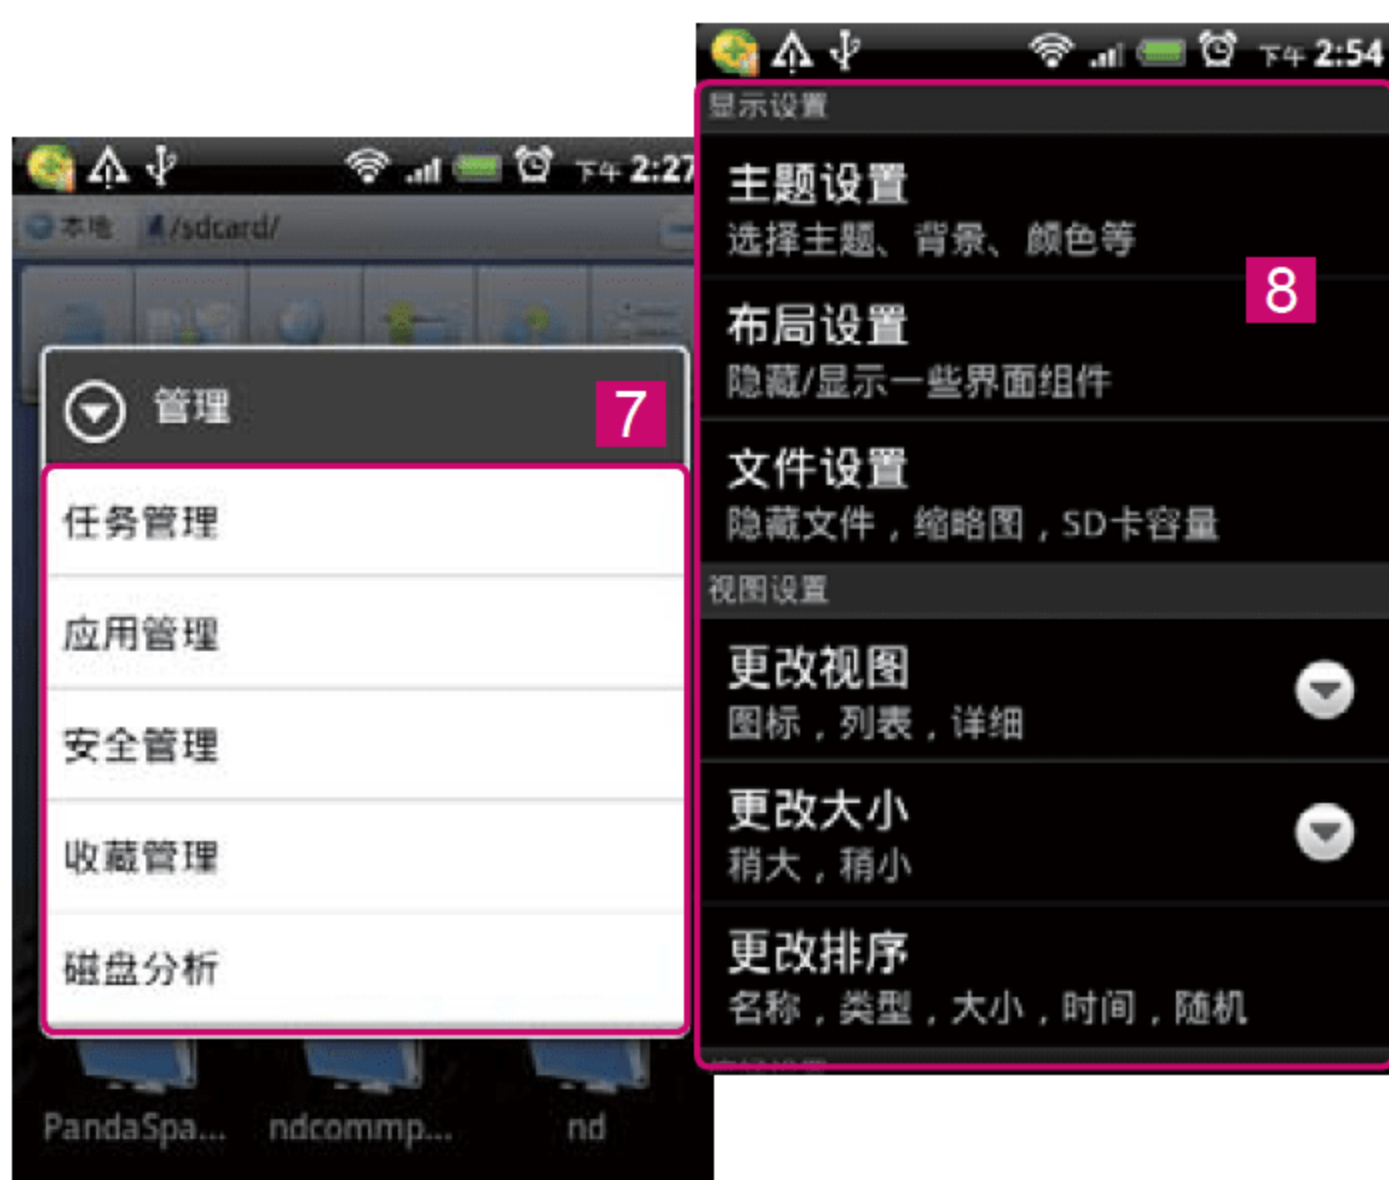 下午 2:27
本地 /sdcard/
管理
7
任务管理
应用管理
安全管理
收藏管理
磁盘分析
PandaSpa... ndcommp... nd
下午 2:54
显示设置
主题设置
选择主题、背景、颜色等
8
布局设置
隐藏/显示一些界面组件
文件设置
隐藏文件，缩略图，SD卡容量
视图设置
更改视图
图标，列表，详细
更改大小
稍大，稍小
更改排序
名称，类型，大小，时间，随机